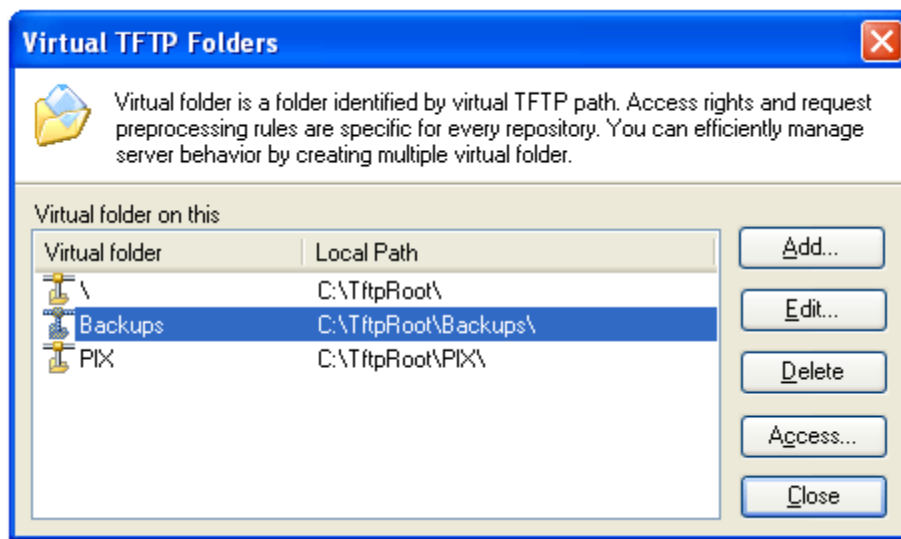 Virtual TFTP Folders
Virtual folder is a folder identified by virtual TFTP path. Access rights and request
preprocessing rules are specific for every repository. You can efficiently manage
server behavior by creating multiple virtual folder.
Virtual folder on this
Virtual folder Local Path
\ C:\TftpRoot\
Backups C:\TftpRoot\Backups\
PIX C:\TftpRoot\PIX\
Add...
Edit...
Delete
Access...
Close